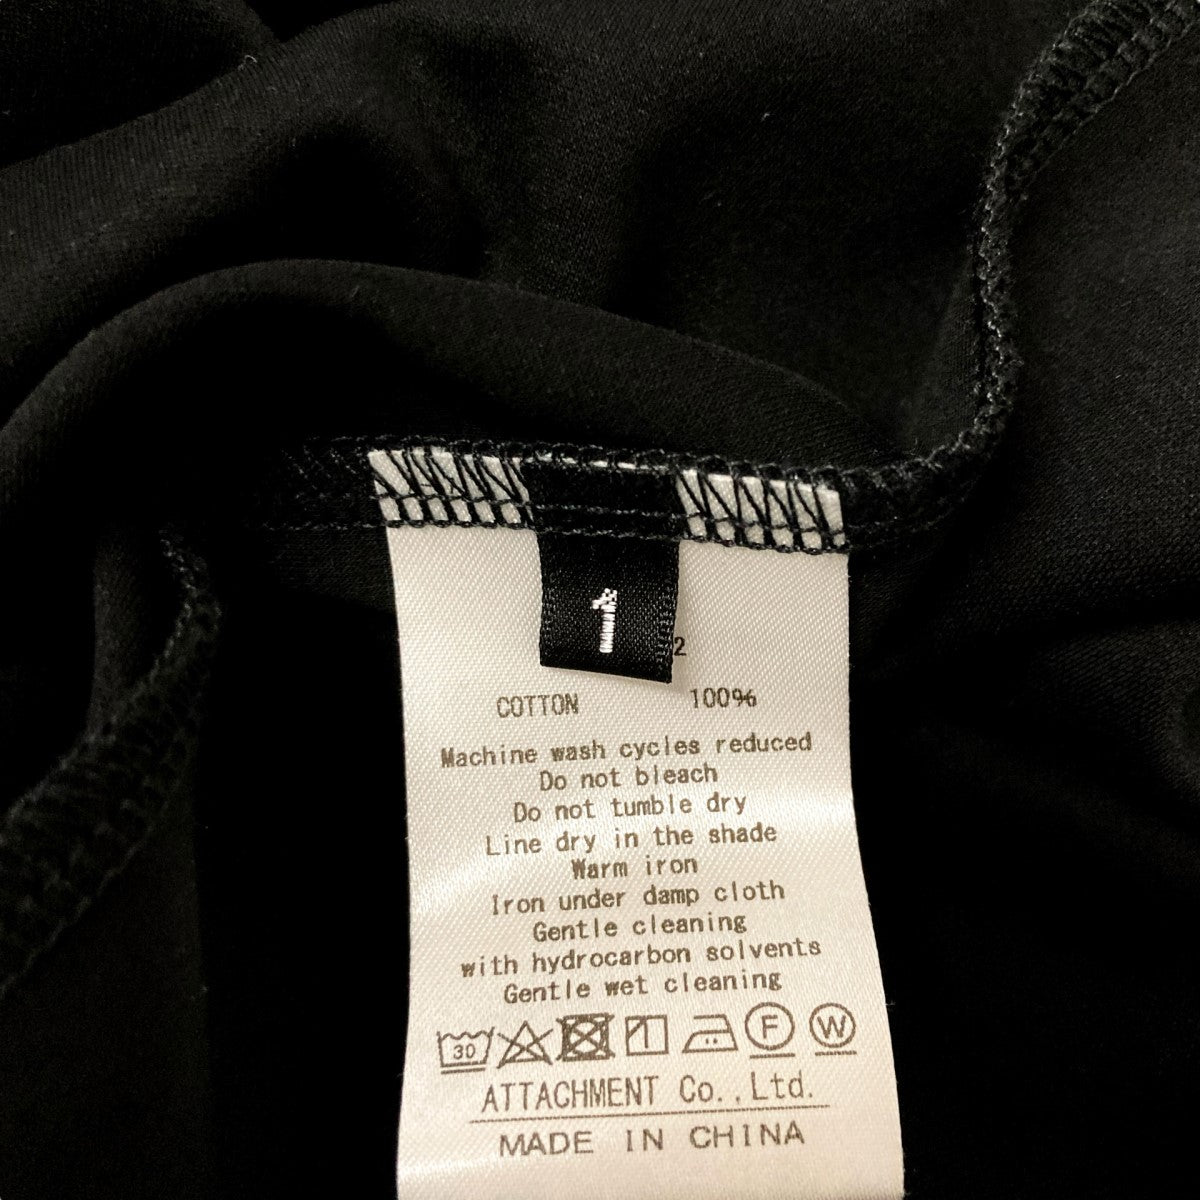 1
2
COTTON 100%
Machine wash cycles reduced
Do not bleach
Do not tumble dry
Line dry in the shade
Warm iron
Iron under damp cloth
Gentle cleaning
with hydrocarbon solvents
Gentle wet cleaning
30 F W
ATTACHMENT Co.,Ltd.
MADE IN CHINA